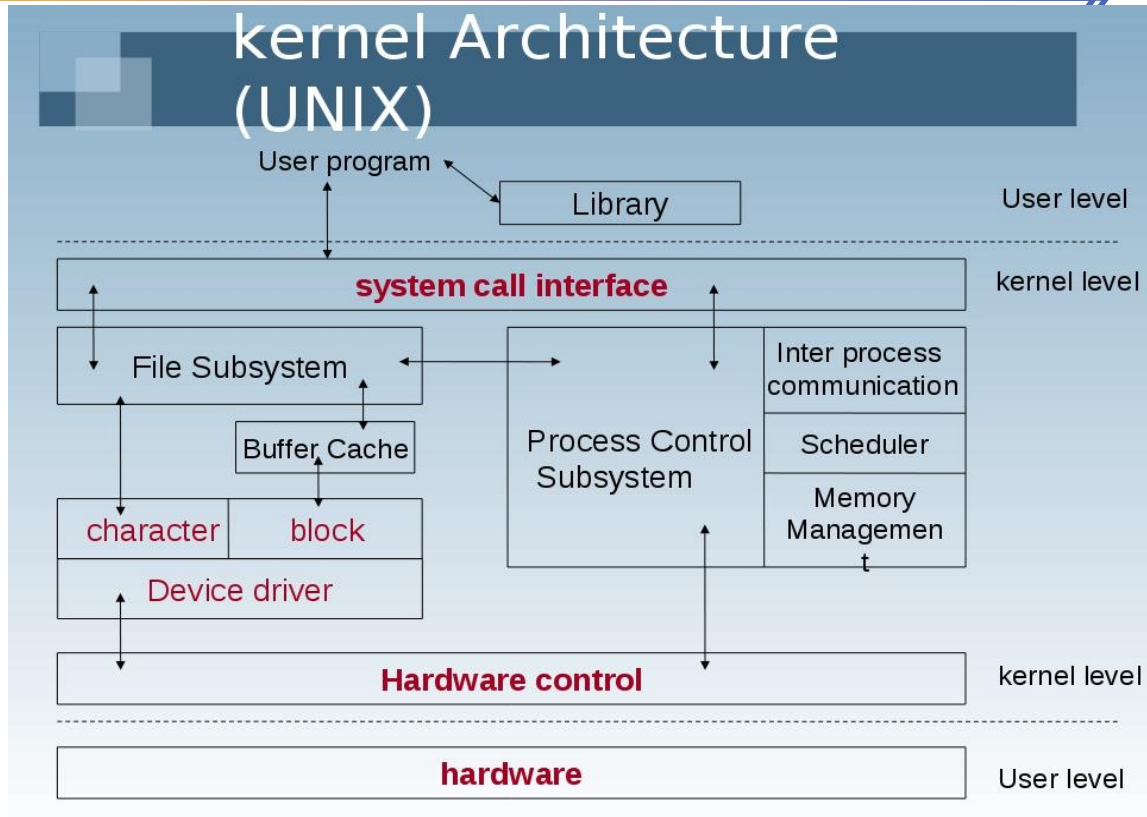 kernel Architecture
(UNIX)
User program
Library
User level
system call interface
kernel level
File Subsystem
Inter process
communication
Buffer Cache
Process Control
Subsystem
Scheduler
Memory
Managemen
t
character
block
Device driver
Hardware control
kernel level
hardware
User level